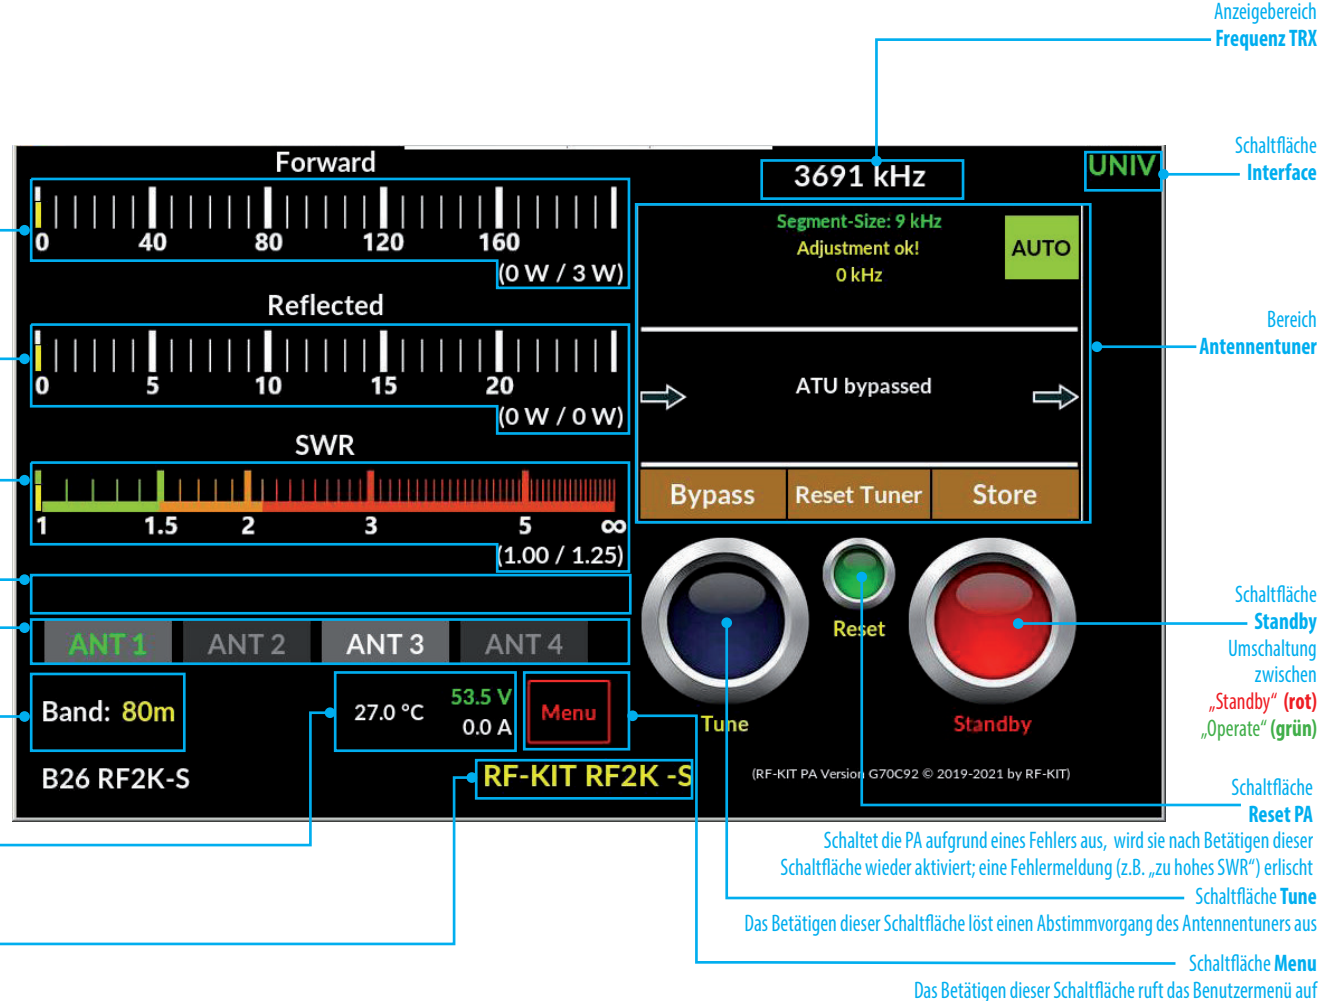 Anzeigebereich
Frequenz TRX
Schaltfläche
Interface
Bereich
Antennentuner
Schaltfläche
Standby
Umschaltung
zwischen
„Standby“ (rot)
„Operate“ (grün)
Schaltfläche
Reset PA
Schaltet die PA aufgrund eines Fehlers aus, wird sie nach Betätigen dieser
Schaltfläche wieder aktiviert; eine Fehlermeldung (z.B. „zu hohes SWR“) erlischt
Schaltfläche Tune
Das Betätigen dieser Schaltfläche löst einen Abstimmvorgang des Antennentuners aus
Schaltfläche Menu
Das Betätigen dieser Schaltfläche ruft das Benutzermenü auf
Forward
0 40 80 120 160
(0 W / 3 W)
Reflected
0 5 10 15 20
(0 W / 0 W)
SWR
1 1.5 2 3 5 ∞
(1.00 / 1.25)
ANT 1 ANT 2 ANT 3 ANT 4
Band: 80m
27.0 °C
53.5 V
0.0 A
Menu
B26 RF2K-S
RF-KIT RF2K -S
3691 kHz
UNIV
Segment-Size: 9 kHz
Adjustment ok!
0 kHz
AUTO
ATU bypassed
Bypass Reset Tuner Store
Tune
Reset
Standby
(RF-KIT PA Version G70C92 © 2019-2021 by RF-KIT)